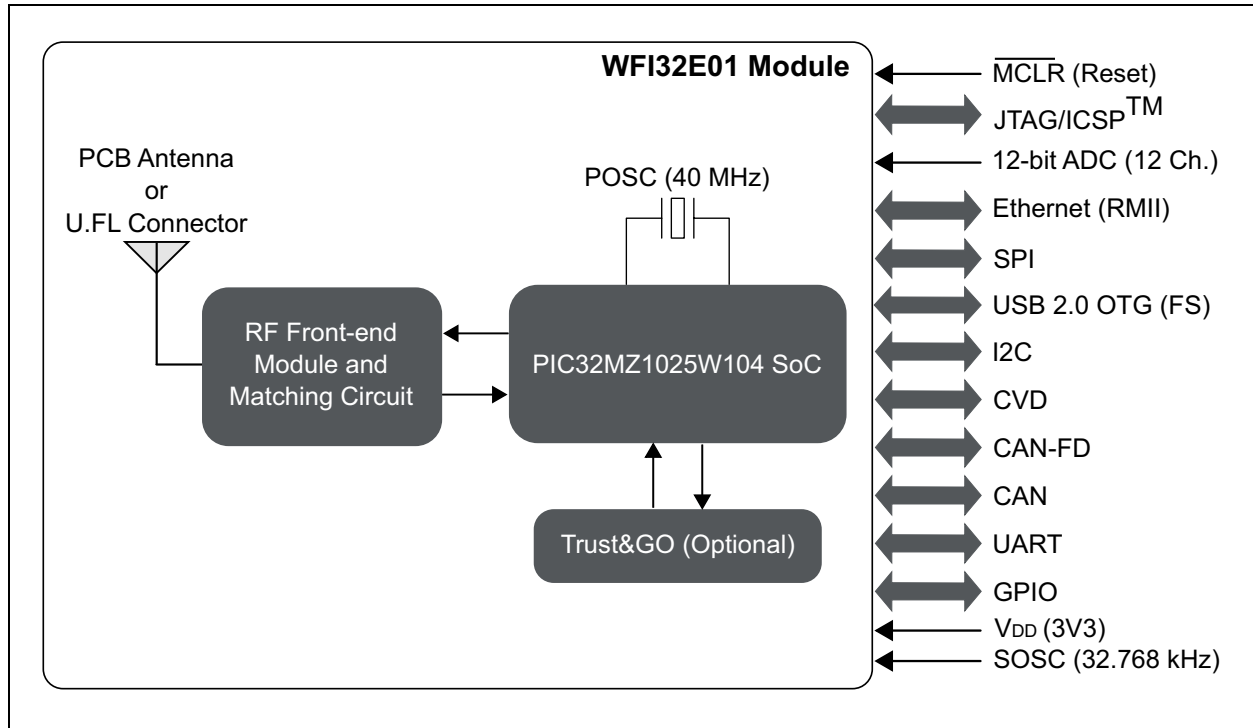 WFI32E01 Module
PCB Antenna
or
U.FL Connector
POSC (40 MHz)
RF Front-end
Module and
Matching Circuit
PIC32MZ1025W104 SoC
Trust&GO (Optional)
MCLR (Reset)
JTAG/ICSP™
12-bit ADC (12 Ch.)
Ethernet (RMII)
SPI
USB 2.0 OTG (FS)
I2C
CVD
CAN-FD
CAN
UART
GPIO
VDD (3V3)
SOSC (32.768 kHz)